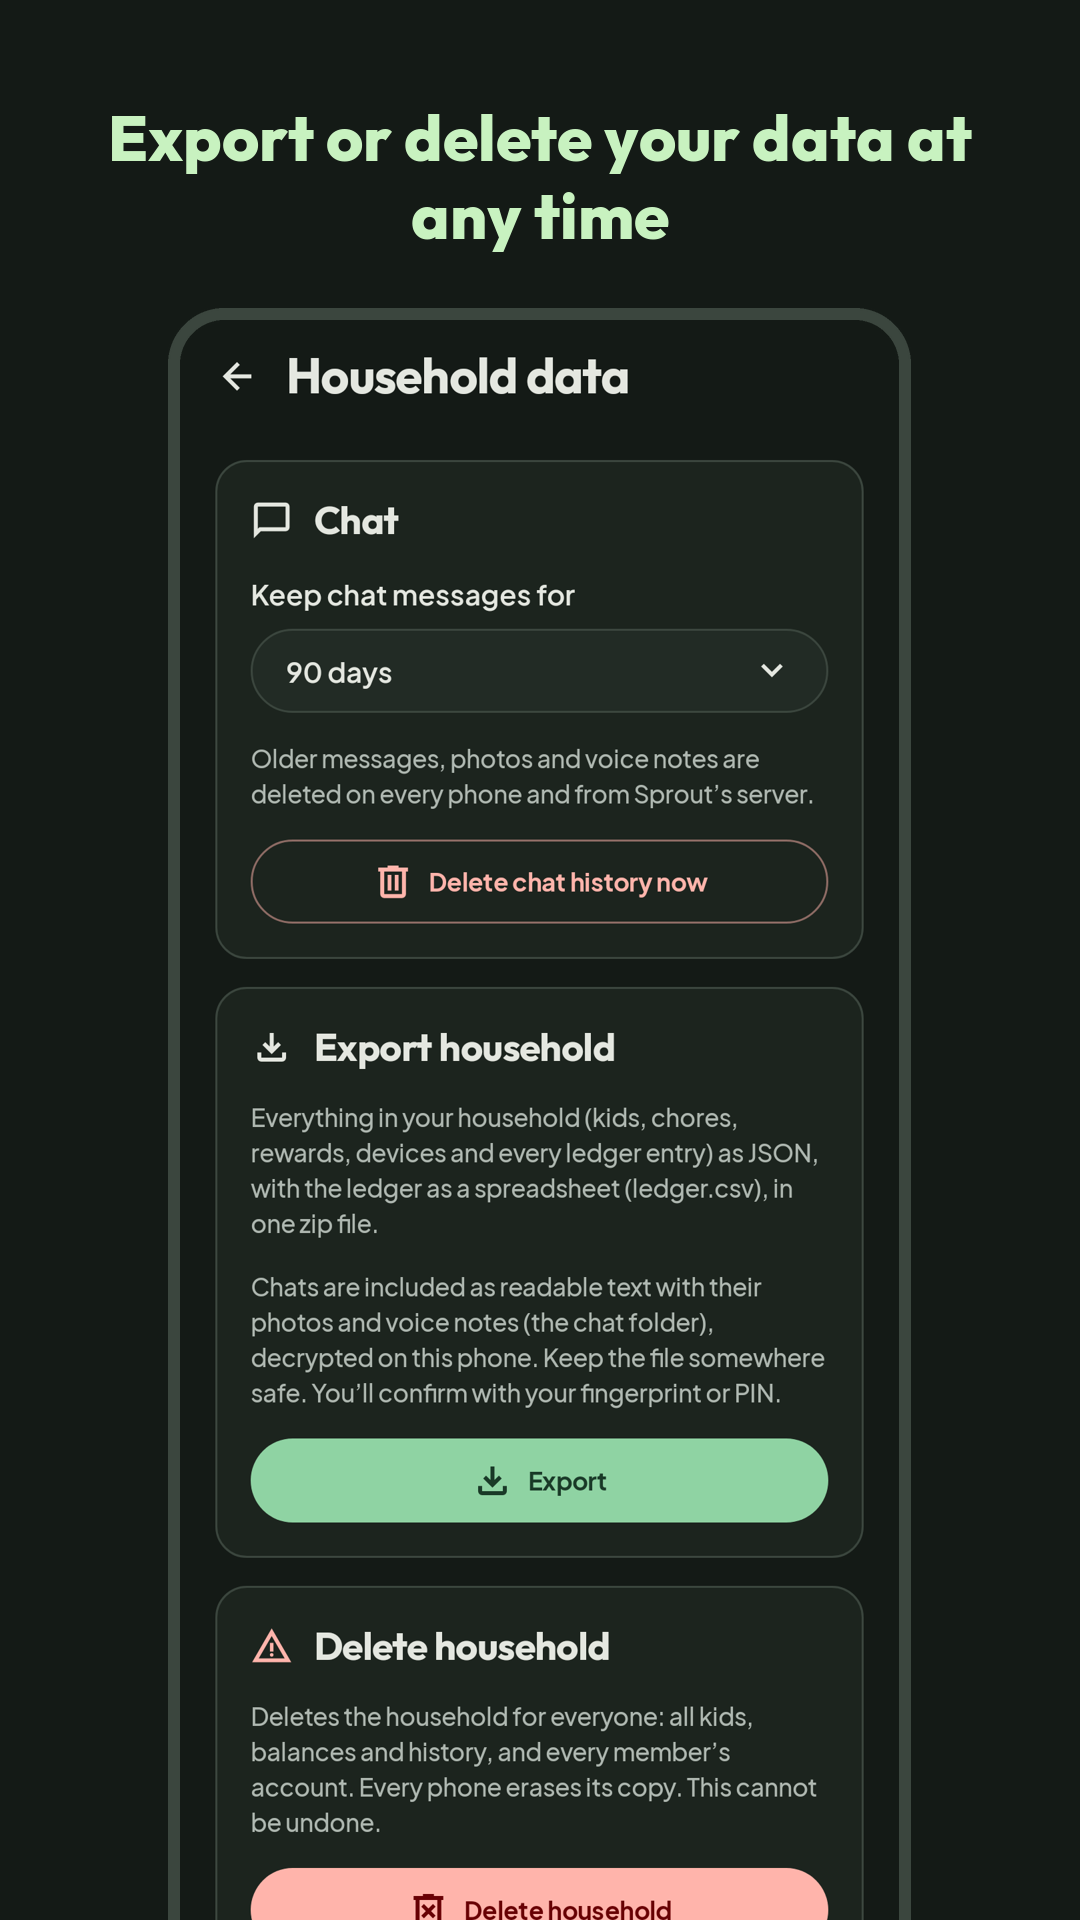 Export or delete your data at
any time
Household data
Chat
Keep chat messages for
90 days
Older messages, photos and voice notes are
deleted on every phone and from Sprout’s server.
Delete chat history now
Export household
Everything in your household (kids, chores,
rewards, devices and every ledger entry) as JSON,
with the ledger as a spreadsheet (ledger.csv), in
one zip file.
Chats are included as readable text with their
photos and voice notes (the chat folder),
decrypted on this phone. Keep the file somewhere
safe. You’ll confirm with your fingerprint or PIN.
Export
Delete household
Deletes the household for everyone: all kids,
balances and history, and every member’s
account. Every phone erases its copy. This cannot
be undone.
Delete household